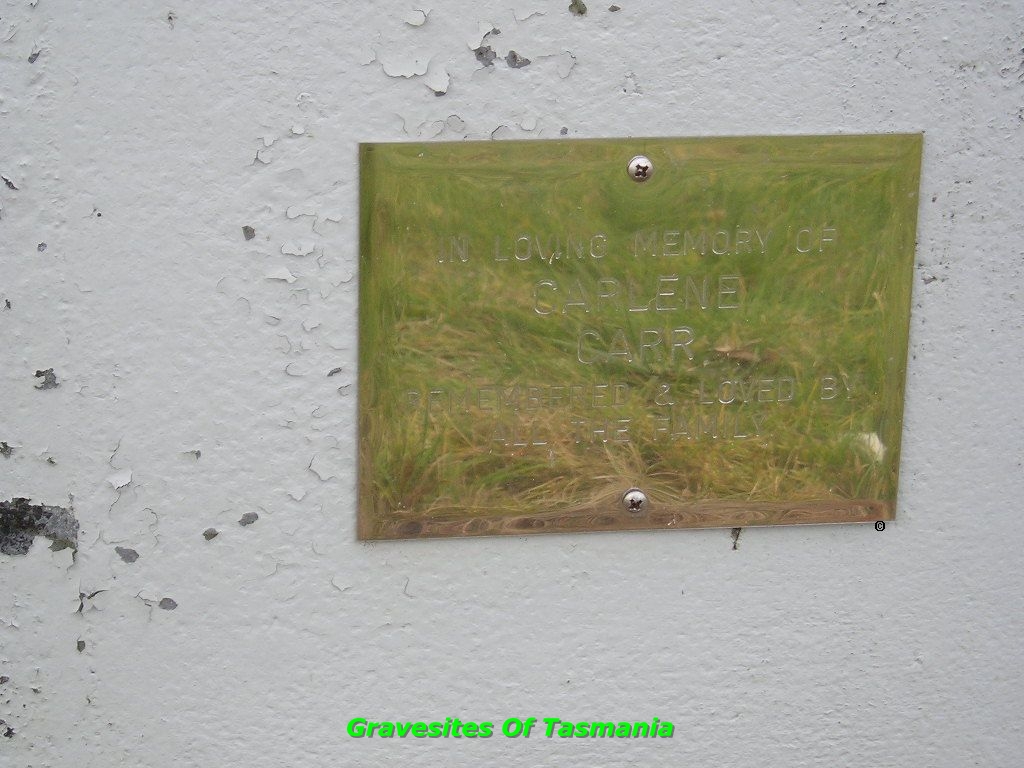 IN LOVING MEMORY OF
CARLENE
CARR
REMEMBERED & LOVED BY
ALL THE FAMILY
©
Gravesites Of Tasmania